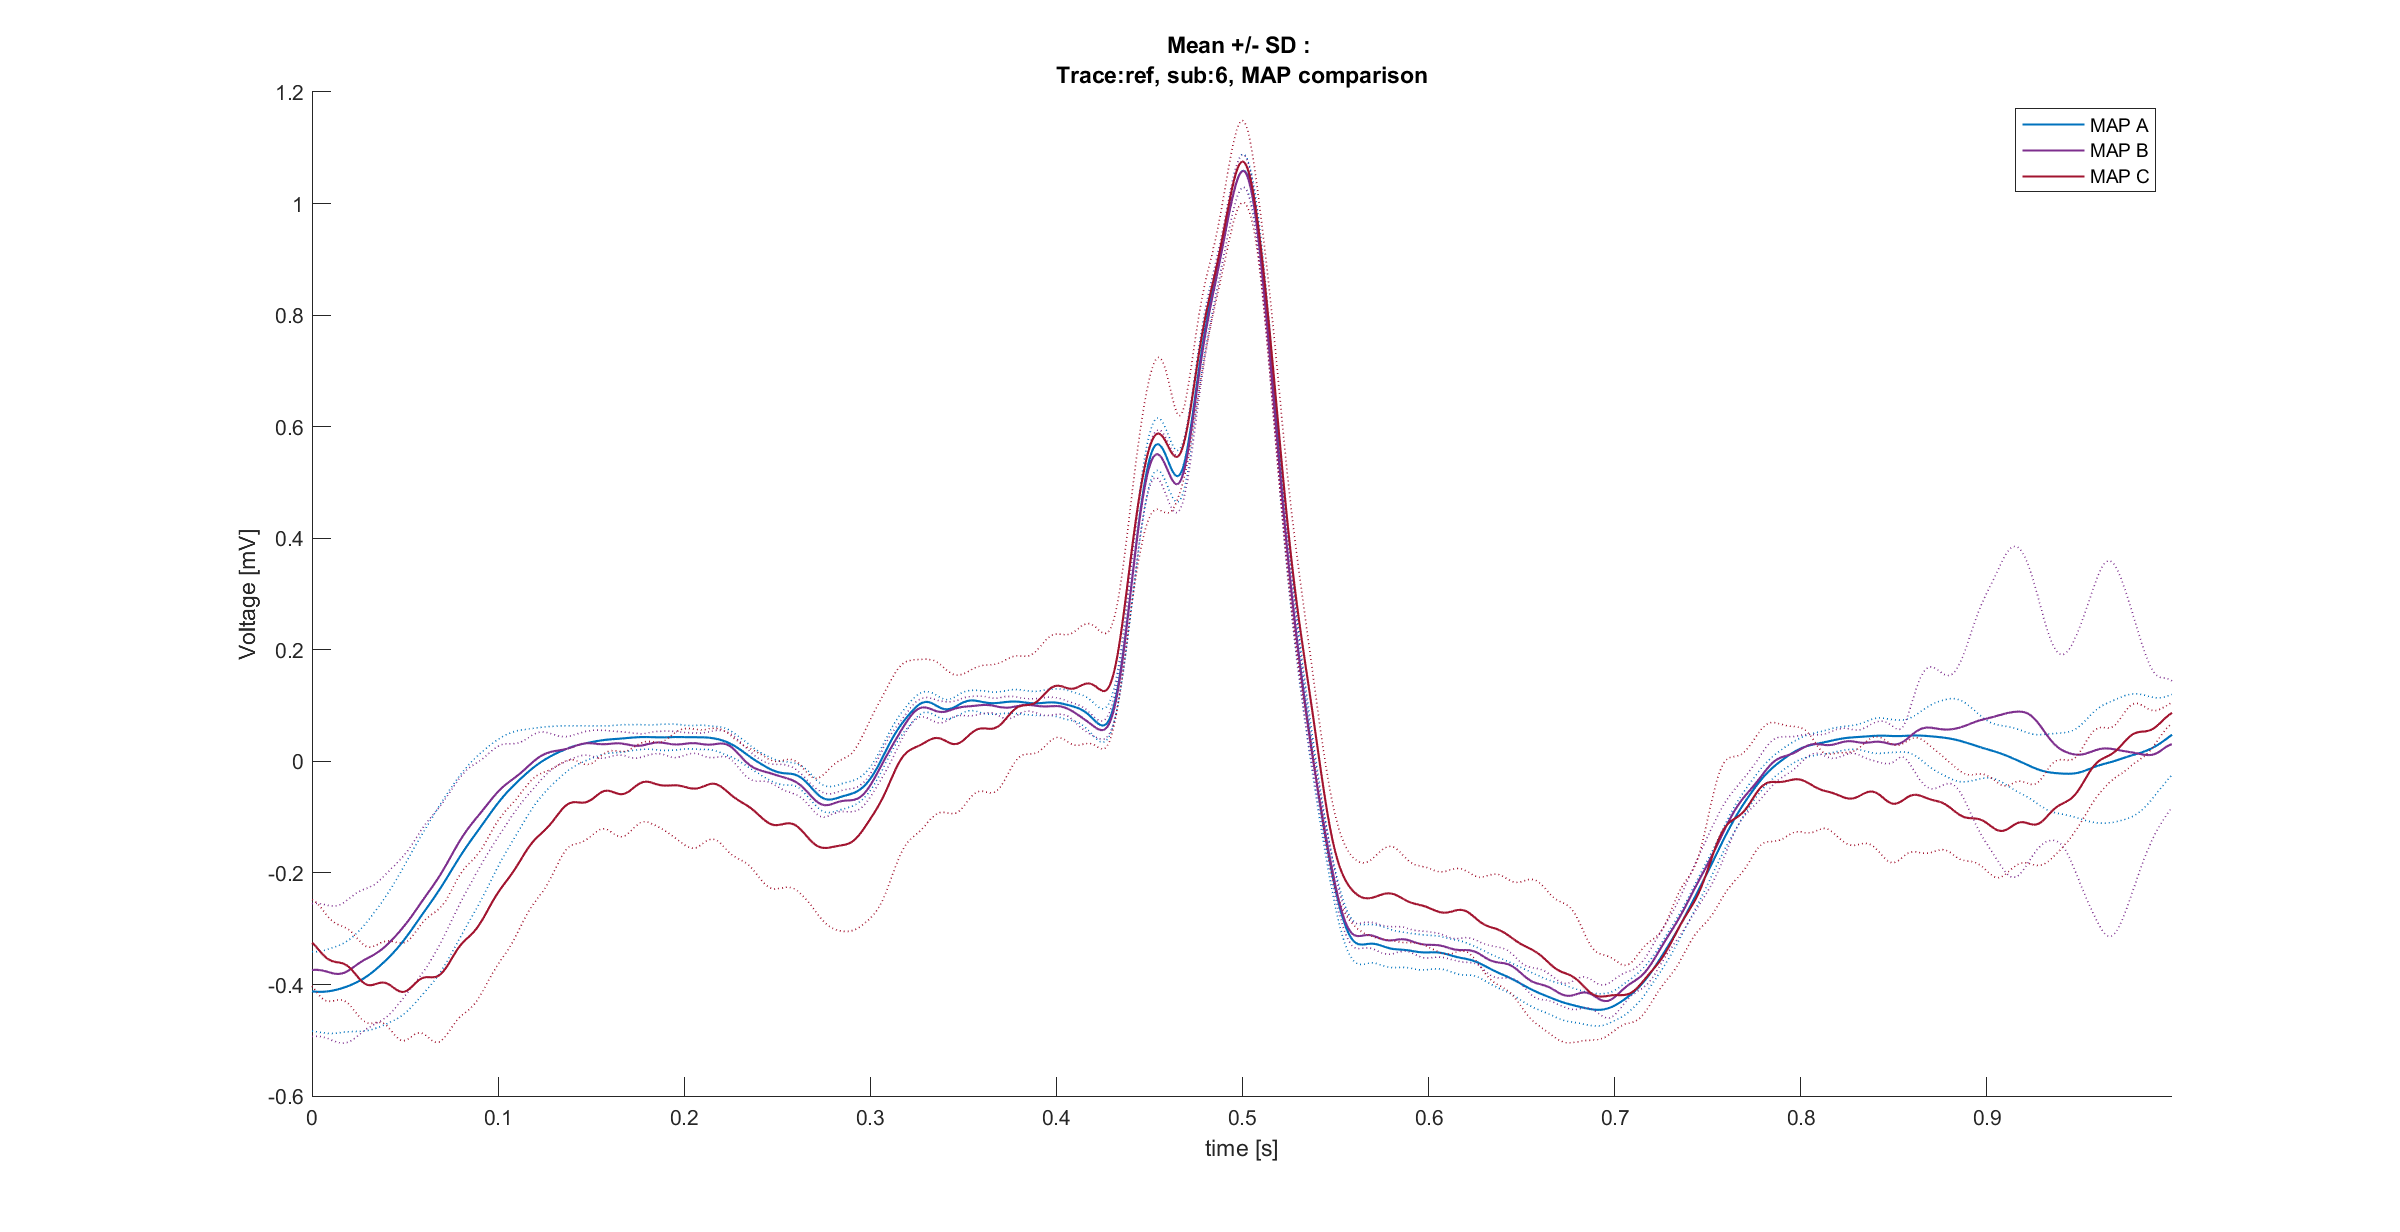 Mean +/- SD :
Trace:ref, sub:6, MAP comparison
MAP A
MAP B
MAP C
Voltage [mV]
1.2
1
0.8
0.6
0.4
0.2
0
-0.2
-0.4
-0.6
0 0.1 0.2 0.3 0.4 0.5 0.6 0.7 0.8 0.9
time [s]